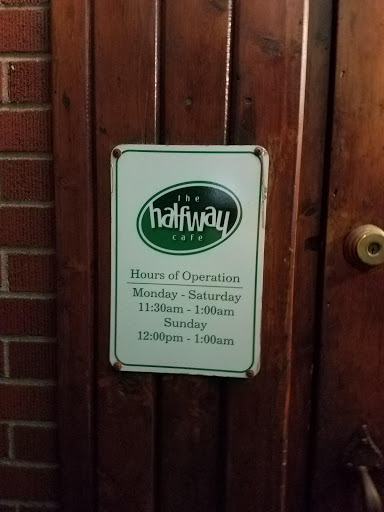 the
halfway
cafe
Hours of Operation
Monday - Saturday
11:30am - 1:00am
Sunday
12:00pm - 1:00am